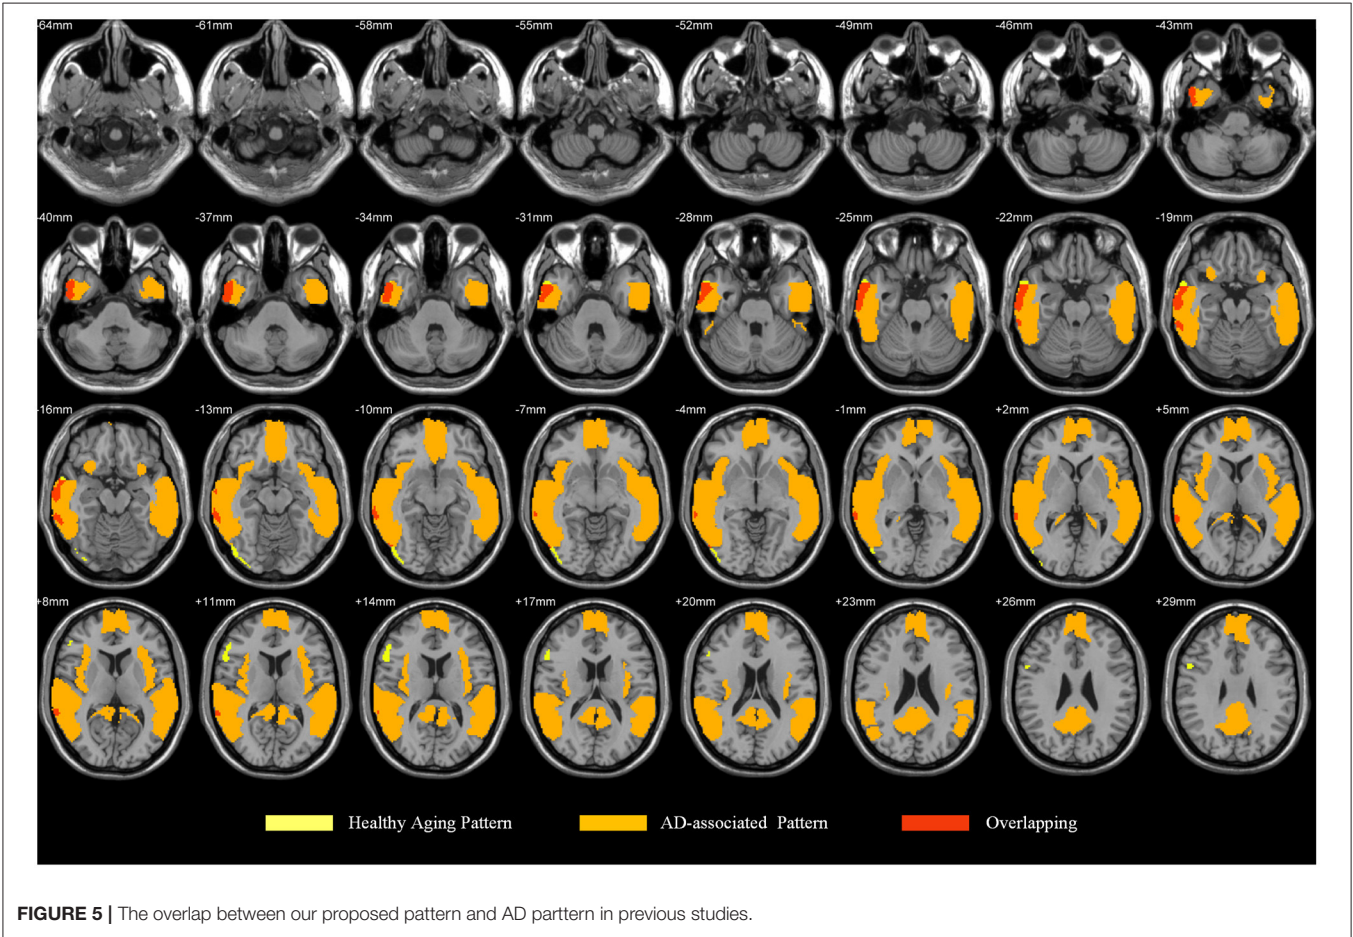 -64mm -61mm -58mm -55mm -52mm -49mm -46mm -43mm
-40mm -37mm -34mm -31mm -28mm -25mm -22mm -19mm
-16mm -13mm -10mm -7mm -4mm -1mm +2mm +5mm
+8mm +11mm +14mm +17mm +20mm +23mm +26mm +29mm
Healthy Aging Pattern AD-associated Pattern Overlapping
FIGURE 5 | The overlap between our proposed pattern and AD parttern in previous studies.